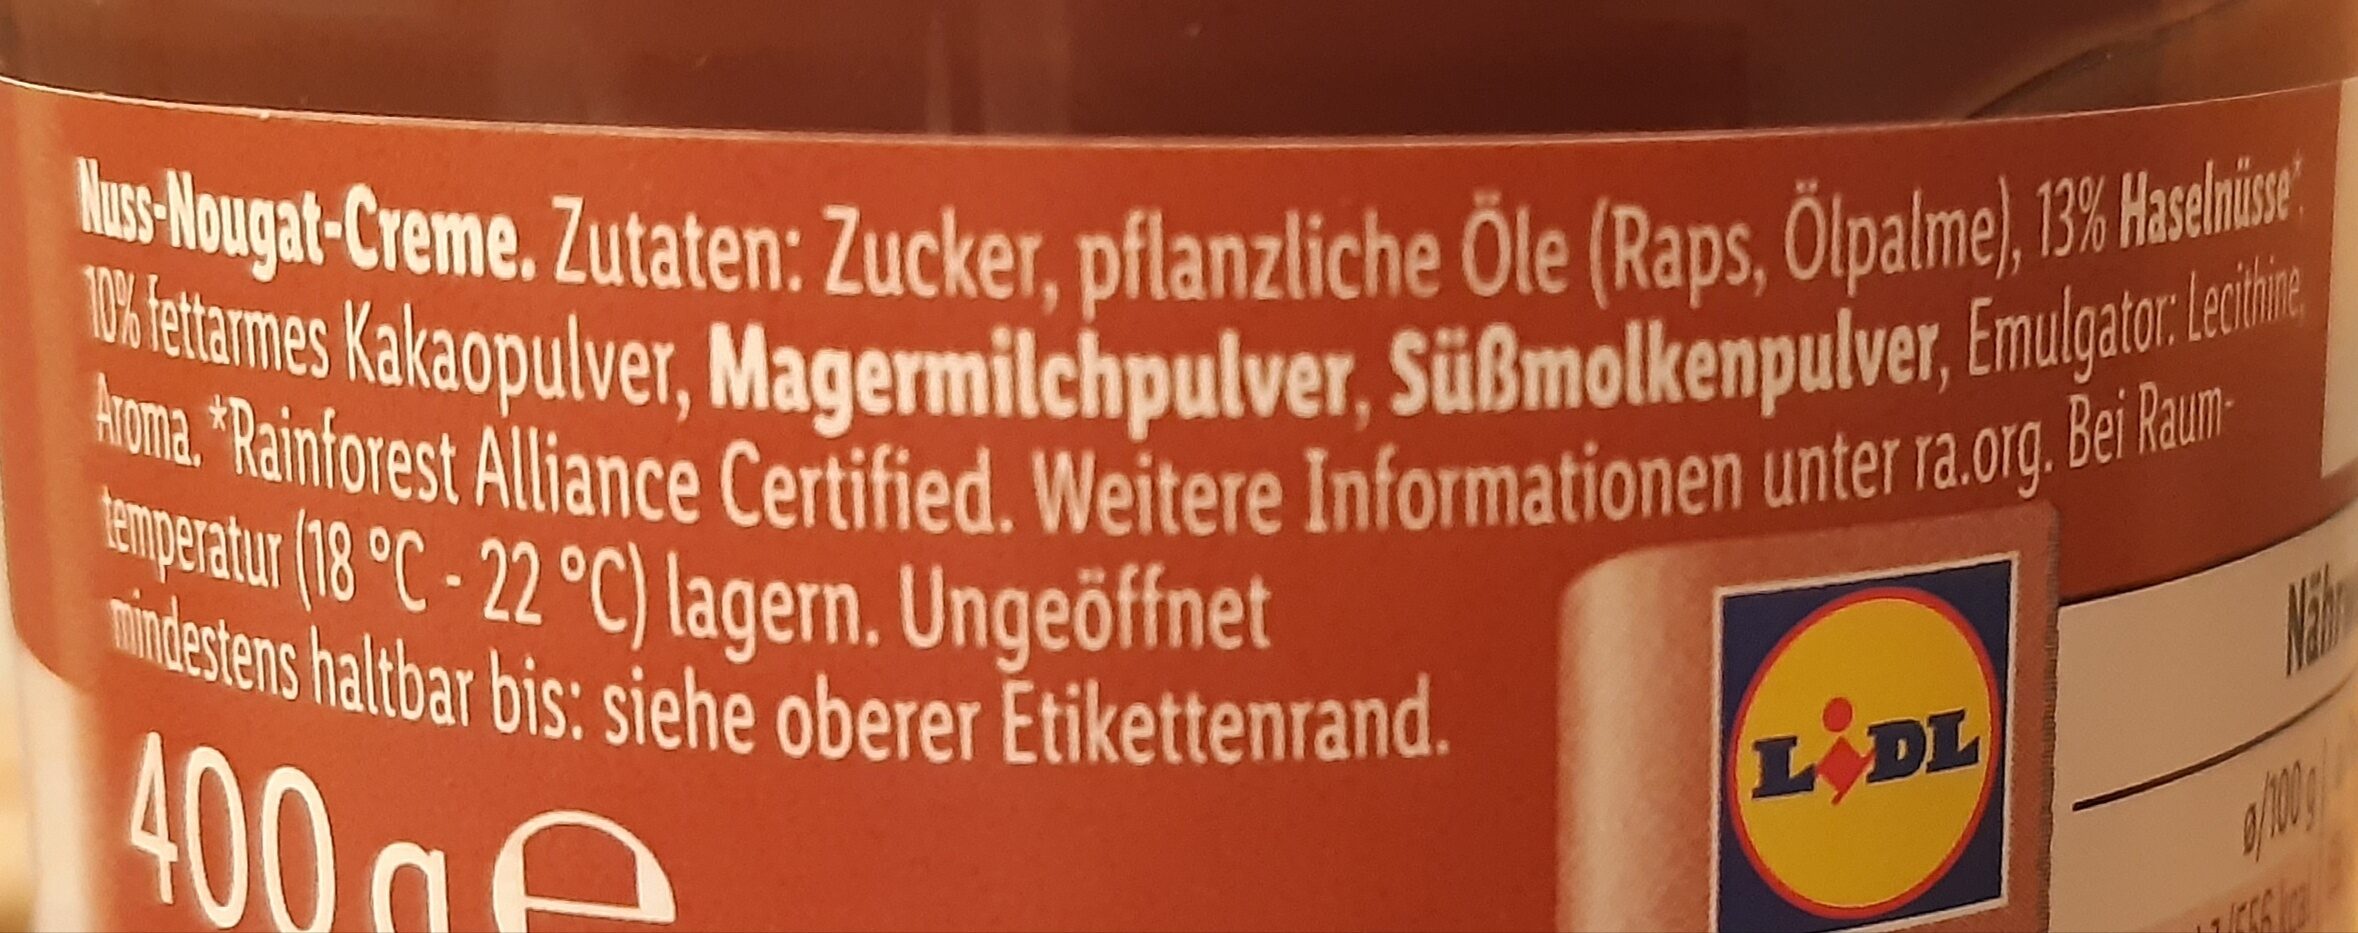 Nuss-Nougat-Creme. Zutaten: Zucker, pflanzliche Öle (Raps, Ölpalme), 13% Haselnüsse*,
10% fettarmes Kakaopulver, Magermilchpulver, Süßmolkenpulver, Emulgator: Lecithine,
Aroma. *Rainforest Alliance Certified. Weitere Informationen unter ra.org. Bei Raum-
temperatur (18 °C - 22 °C) lagern. Ungeöffnet
mindestens haltbar bis: siehe oberer Etikettenrand.
400 g e
LIDL
ø/100 g